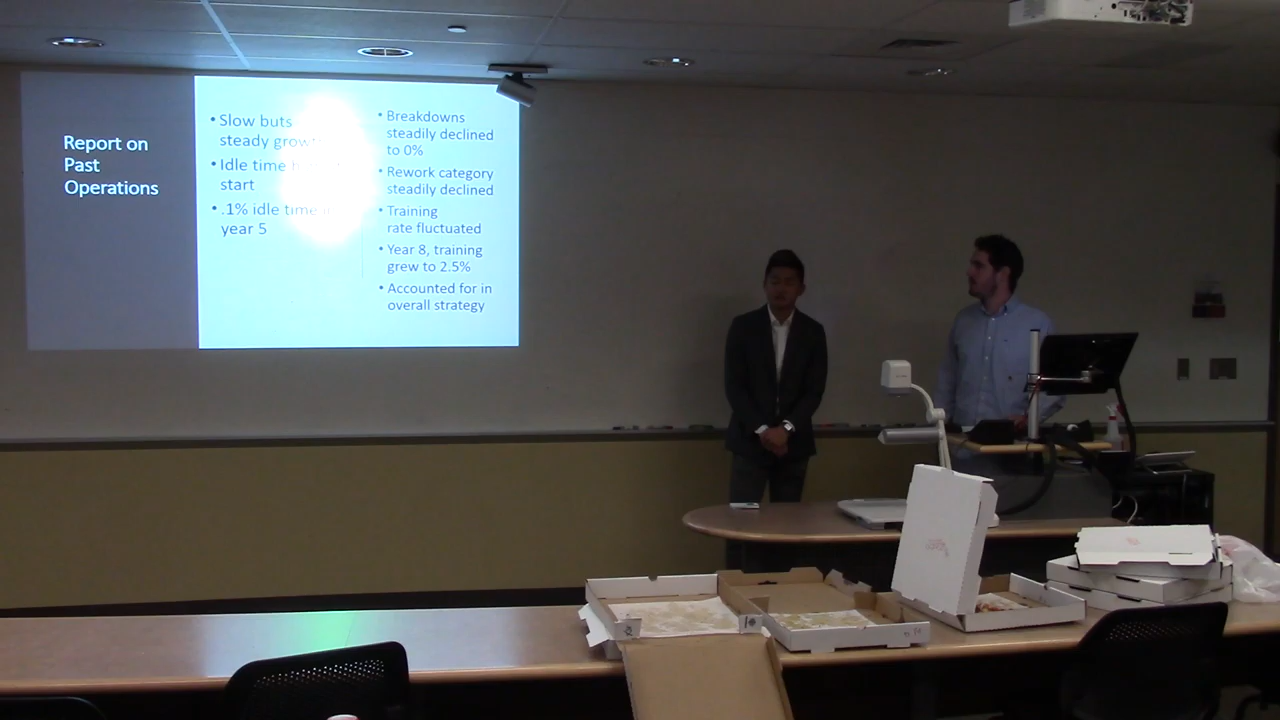 Report on
Past
Operations
• Slow buts
steady growth
• Idle time
start
• .1% idle time in
year 5
• Breakdowns
steadily declined
to 0%
• Rework category
steadily declined
• Training
rate fluctuated
• Year 8, training
grew to 2.5%
• Accounted for in
overall strategy